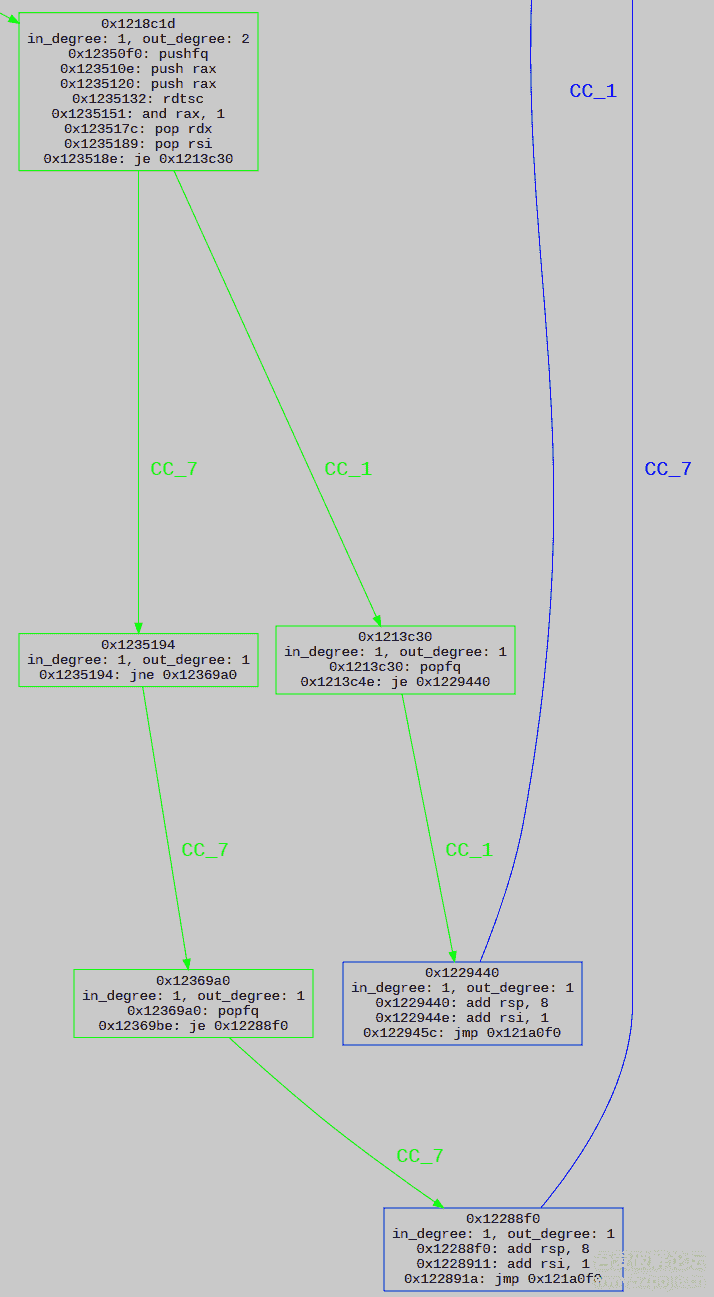 0x1218c1d
in_degree: 1, out_degree: 2
0x12350f0: pushfq
0x123510e: push rax
0x1235120: push rax
0x1235132: rdtsc
0x1235151: and rax, 1
0x123517c: pop rdx
0x1235189: pop rsi
0x123518e: je 0x1213c30
CC_1
CC_7
CC_1
CC_7
0x1235194
in_degree: 1, out_degree: 1
0x1235194: jne 0x12369a0
0x1213c30
in_degree: 1, out_degree: 1
0x1213c30: popfq
0x1213c4e: je 0x1229440
CC_7
CC_1
0x12369a0
in_degree: 1, out_degree: 1
0x12369a0: popfq
0x12369be: je 0x12288f0
0x1229440
in_degree: 1, out_degree: 1
0x1229440: add rsp, 8
0x122944e: add rsi, 1
0x122945c: jmp 0x121a0f0
CC_7
0x12288f0
in_degree: 1, out_degree: 1
0x12288f0: add rsp, 8
0x1228911: add rsi, 1
0x122891a: jmp 0x121a0f0